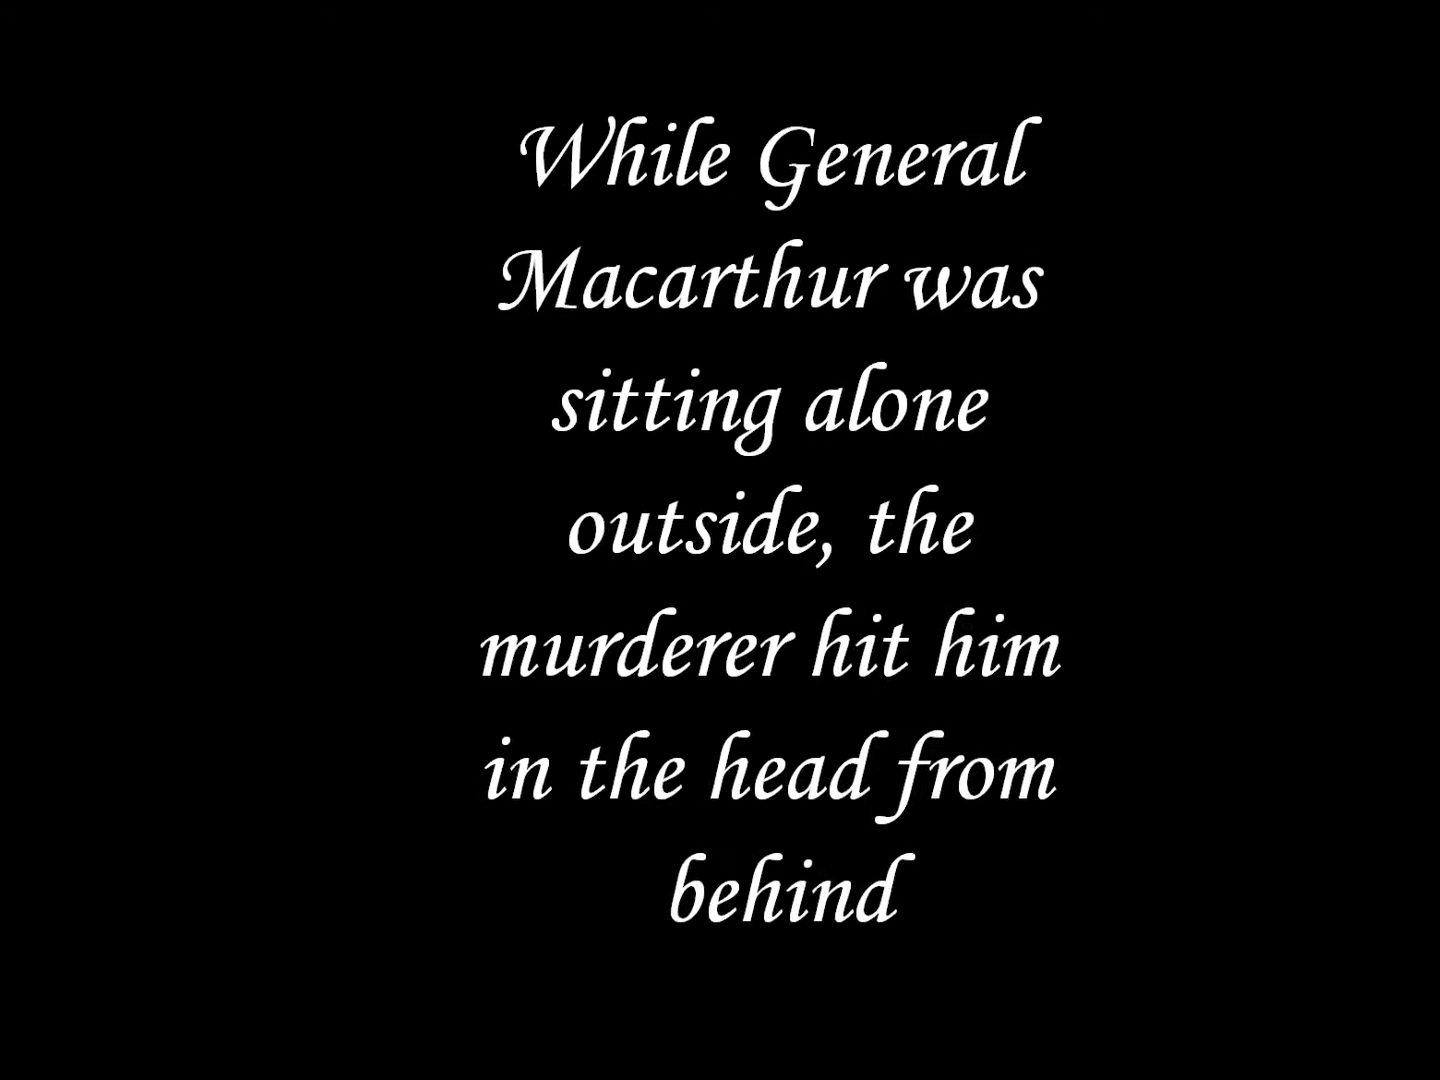 While General
Macarthur was
sitting alone
outside, the
murderer hit him
in the head from
behind